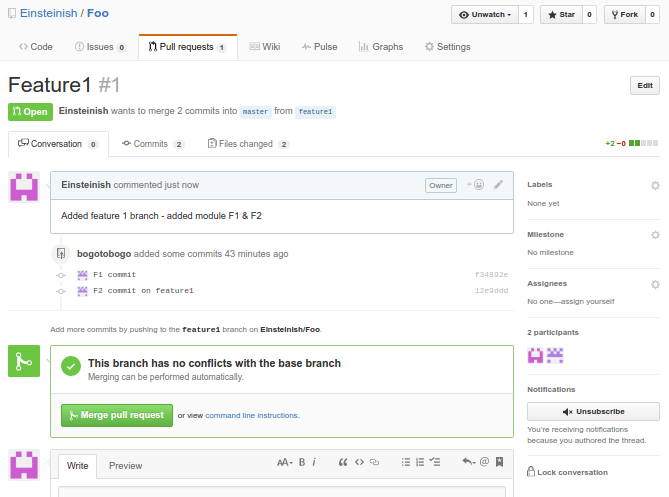 Einsteinish / Foo
Unwatch 1 Star 0 Fork 0
Code Issues 0 Pull requests 1 Wiki Pulse Graphs Settings
Feature1 #1
Edit
Open Einsteinish wants to merge 2 commits into master from feature1
Conversation 0 Commits 2 Files changed 2
+2 −0
Einsteinish commented just now
Owner
Added feature 1 branch - added module F1 & F2
bogotobogo added some commits 43 minutes ago
F1 commit f34892e
F2 commit on feature1 12e9ddd
Add more commits by pushing to the feature1 branch on Einsteinish/Foo.
This branch has no conflicts with the base branch
Merging can be performed automatically.
Merge pull request or view command line instructions.
Write Preview
AA B i
Labels
None yet
Milestone
No milestone
Assignees
No one—assign yourself
2 participants
Notifications
Unsubscribe
You're receiving notifications
because you authored the thread.
Lock conversation